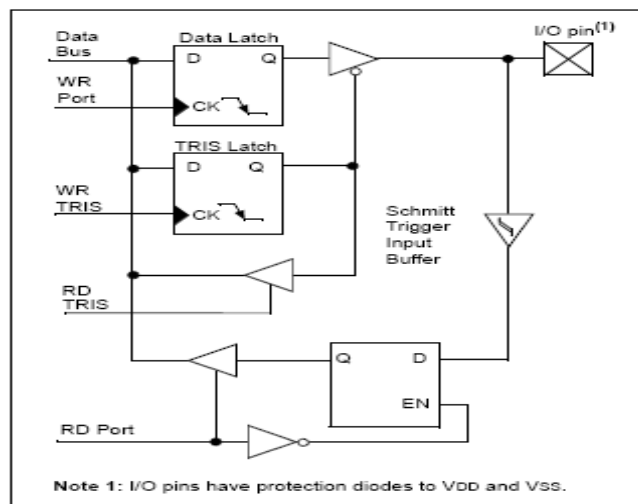 Data Bus
Data Latch
I/O pin(1)
D Q
WR Port
CK
TRIS Latch
D Q
WR TRIS
CK
Schmitt Trigger Input Buffer
RD TRIS
Q D
EN
RD Port
Note 1: I/O pins have protection diodes to VDD and VSS.